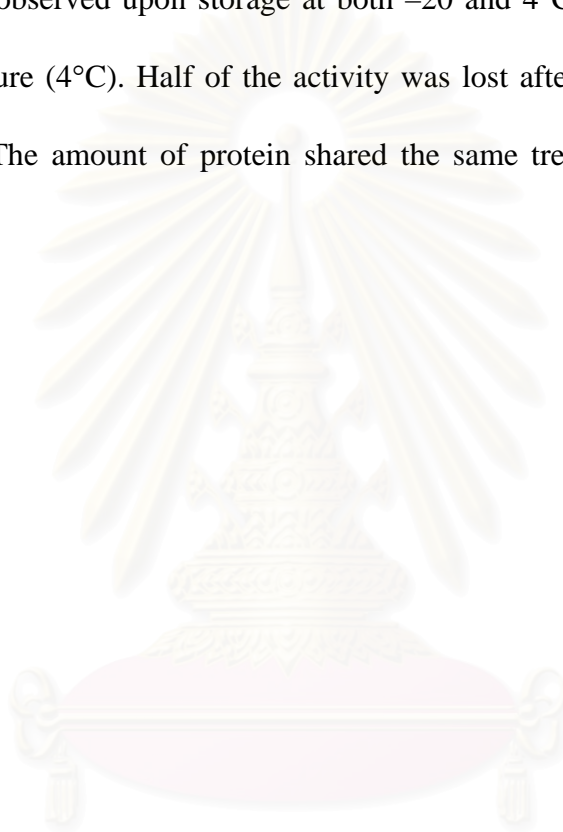 observed upon storage at both –20 and 4 C
ure (4°C). Half of the activity was lost afte
The amount of protein shared the same tre